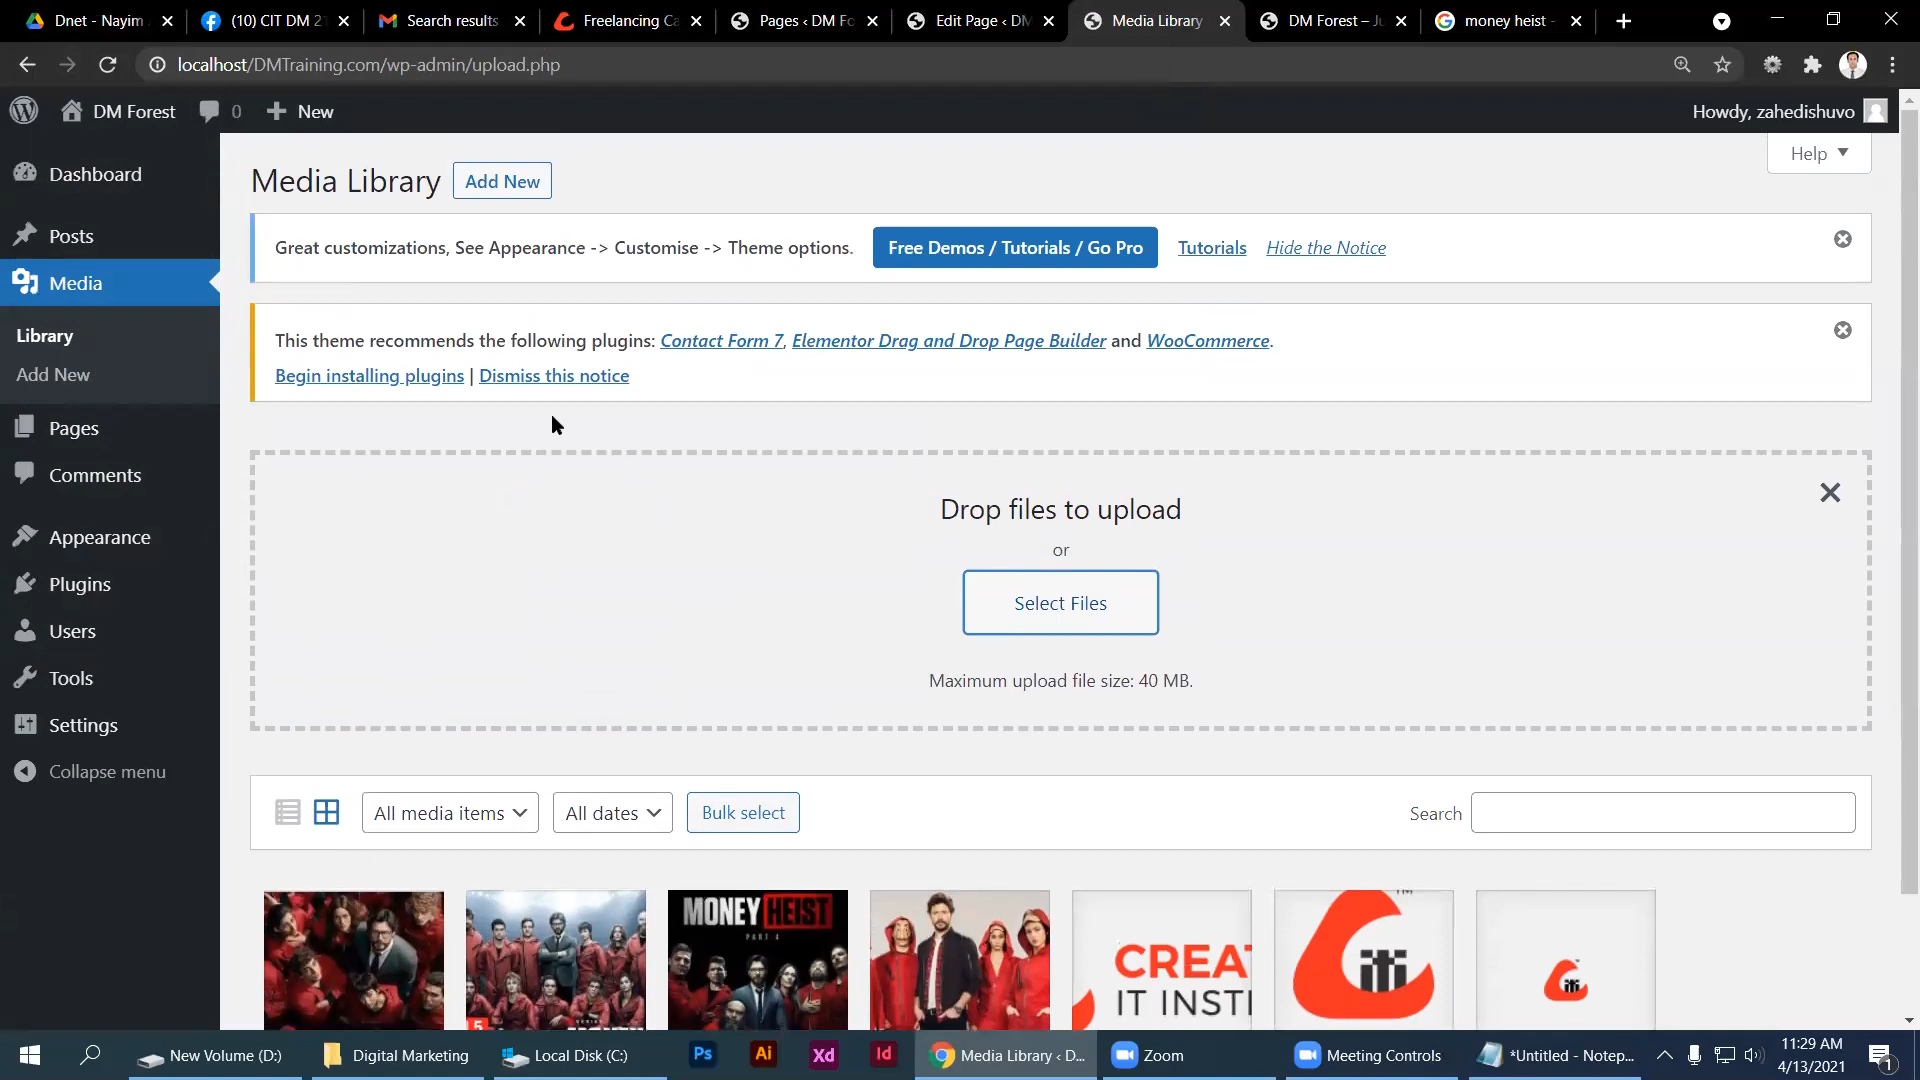 Dnet - Nayim
(10) CIT DM 21
Search results
Freelancing Ca
Pages ‹ DM Fo
Edit Page ‹ DM
Media Library
DM Forest – Ju
money heist -
localhost/DMTraining.com/wp-admin/upload.php
DM Forest
0
New
Howdy, zahedishuvo
Dashboard
Posts
Media
Library
Add New
Pages
Comments
Appearance
Plugins
Users
Tools
Settings
Collapse menu
Help
Media Library
Add New
Great customizations, See Appearance -> Customise -> Theme options. Free Demos / Tutorials / Go Pro Tutorials Hide the Notice
This theme recommends the following plugins: Contact Form 7, Elementor Drag and Drop Page Builder and WooCommerce.
Begin installing plugins | Dismiss this notice
Drop files to upload
or
Select Files
Maximum upload file size: 40 MB.
All media items
All dates
Bulk select
Search
MONEY HEIST
PART 4
CREAT
IT INSTI
TM
iti
New Volume (D:)
Digital Marketing
Local Disk (C:)
Ps
Ai
Xd
Id
Media Library ‹ D...
Zoom
Meeting Controls
*Untitled - Notep...
11:29 AM
4/13/2021
1